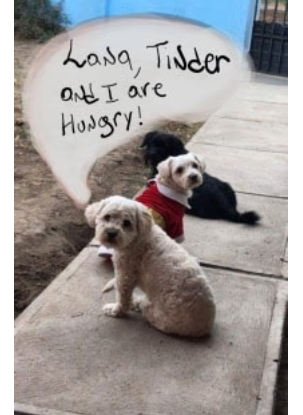 Lana, Tinder
and I are
Hungry!